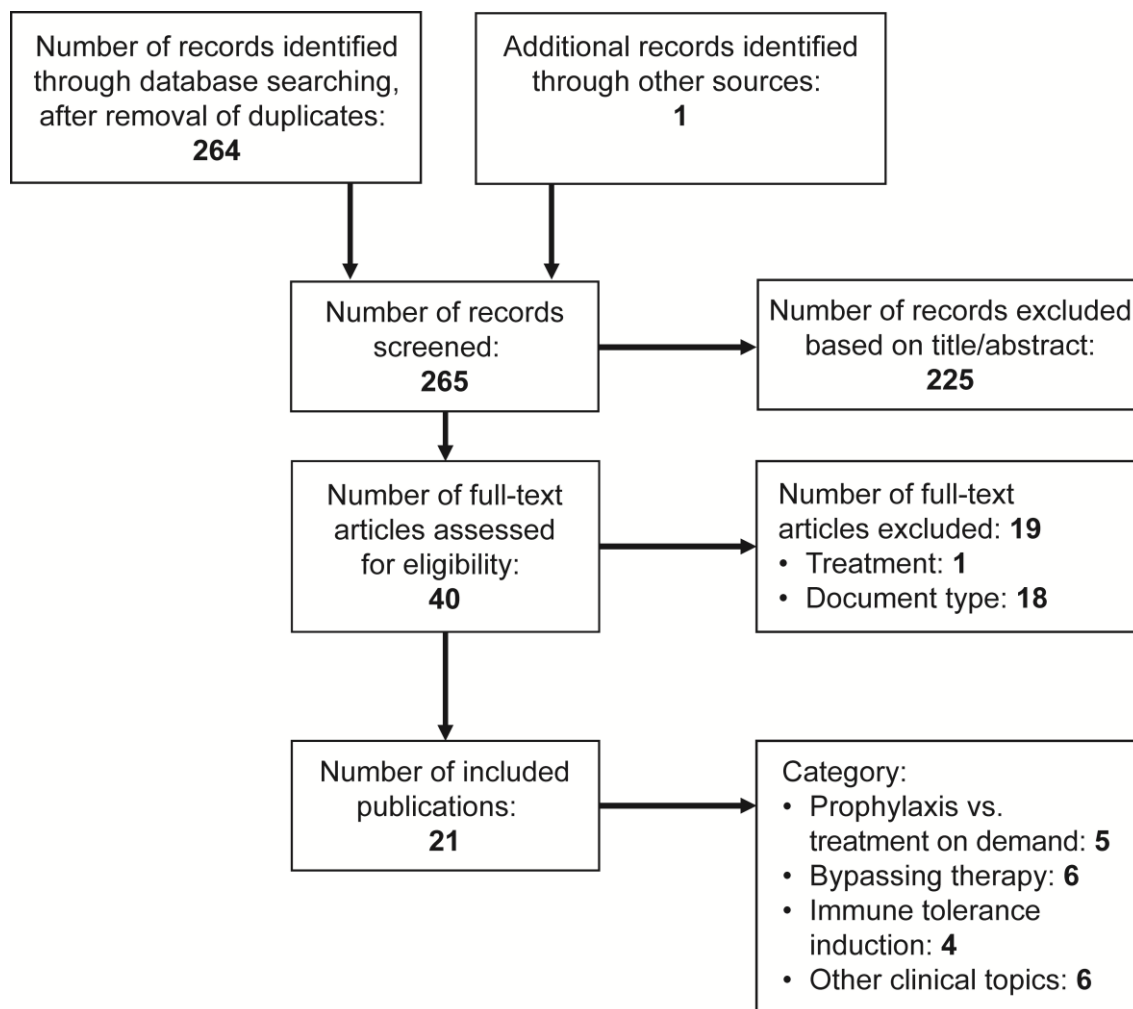 Number of records identified
through database searching,
after removal of duplicates:
264
Additional records identified
through other sources:
1
Number of records
screened:
265
Number of records excluded
based on title/abstract:
225
Number of full-text
articles assessed
for eligibility:
40
Number of full-text
articles excluded: 19
• Treatment: 1
• Document type: 18
Number of included
publications:
21
Category:
• Prophylaxis vs.
treatment on demand: 5
• Bypassing therapy: 6
• Immune tolerance
induction: 4
• Other clinical topics: 6